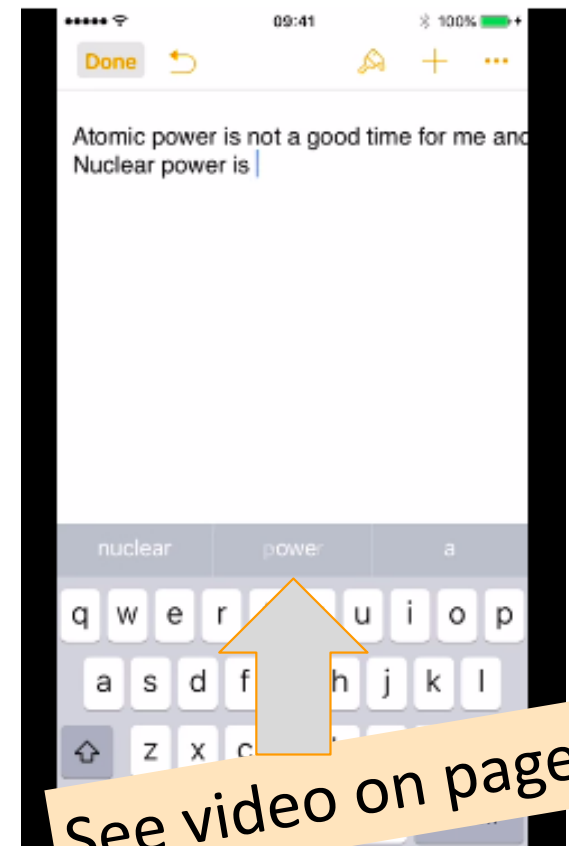 09:41 100% +
Done
Atomic power is not a good time for me and
Nuclear power is
nuclear power a
q w e r u i o p
a s d f h j k l
z x c
See video on page